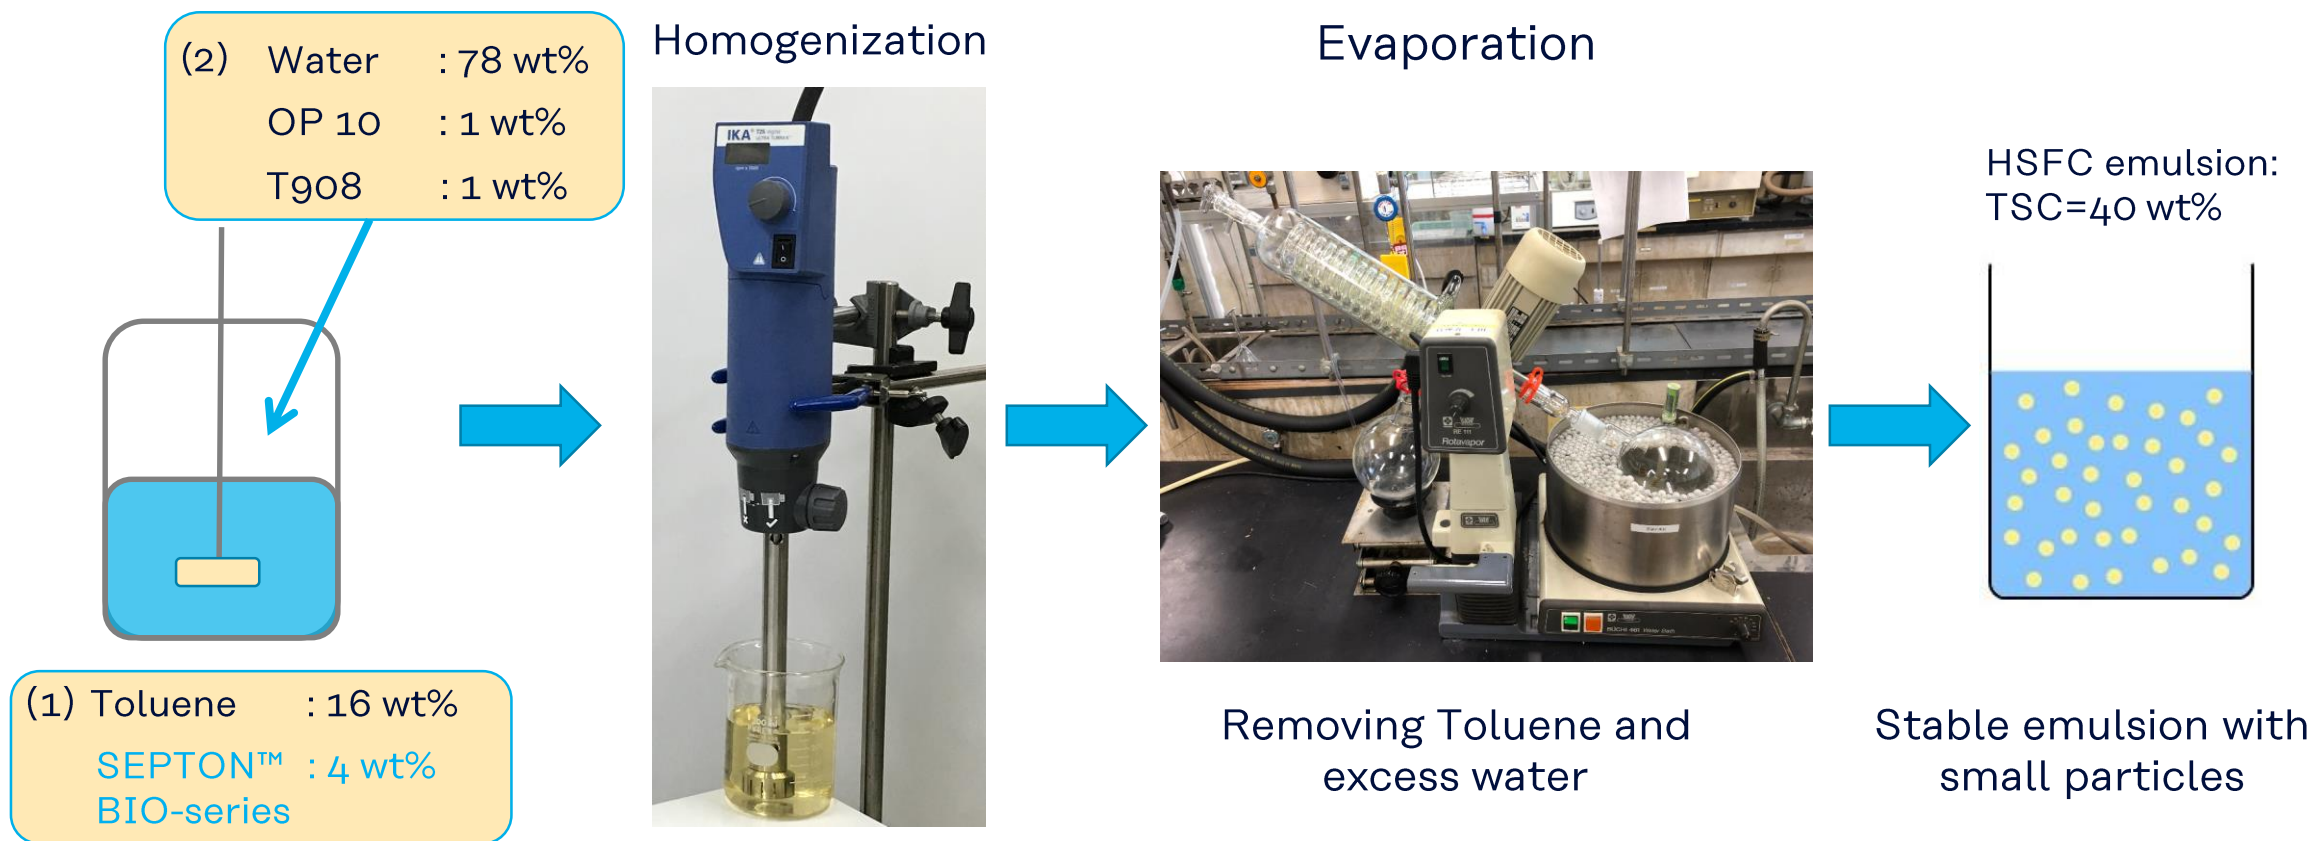 (2) Water : 78 wt%
OP 10 : 1 wt%
T908 : 1 wt%
(1) Toluene : 16 wt%
SEPTON™ : 4 wt%
BIO-series
Homogenization
IKA®
Evaporation
Rotavapor
Removing Toluene and
excess water
HSFC emulsion:
TSC=40 wt%
Stable emulsion with
small particles